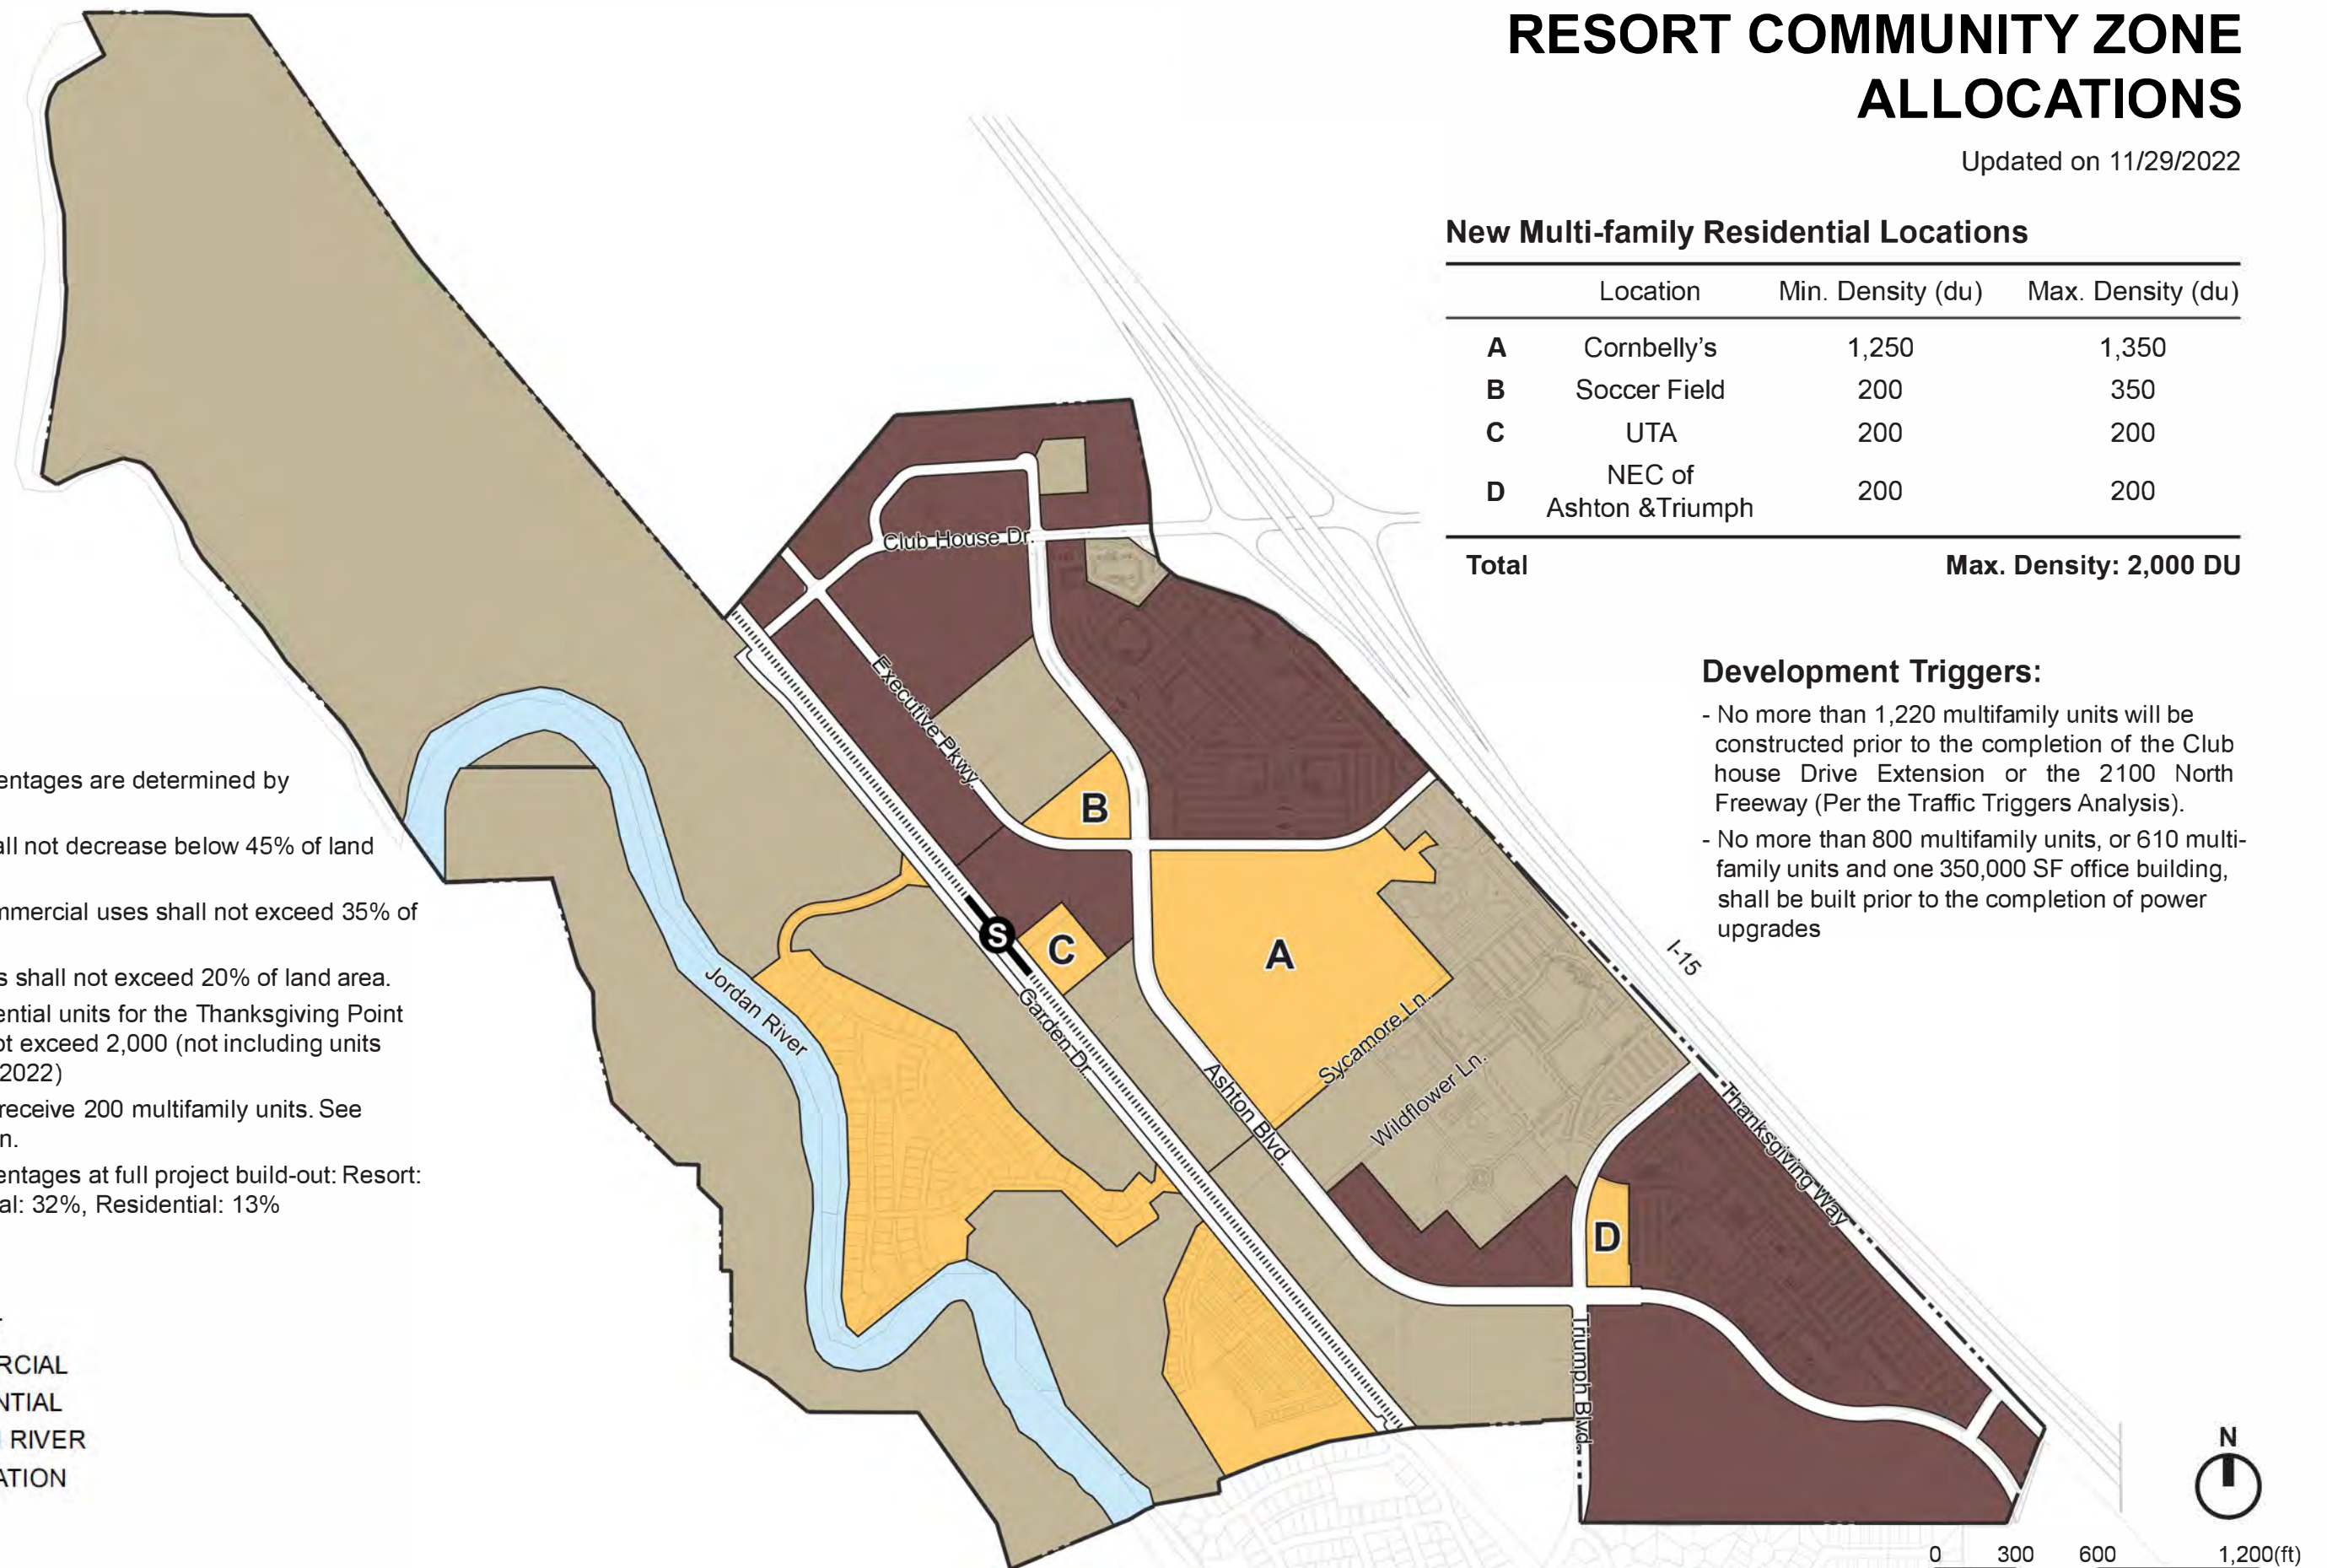 RESORT COMMUNITY ZONE
ALLOCATIONS
Updated on 11/29/2022
New Multi-family Residential Locations
Location Min. Density (du) Max. Density (du)
A Cornbelly's 1,250 1,350
B Soccer Field 200 350
C UTA 200 200
D NEC of Ashton &Triumph 200 200
Total Max. Density: 2,000 DU
Development Triggers:
- No more than 1,220 multifamily units will be
constructed prior to the completion of the Club
house Drive Extension or the 2100 North
Freeway (Per the Traffic Triggers Analysis).
- No more than 800 multifamily units, or 610 multi-
family units and one 350,000 SF office building,
shall be built prior to the completion of power
upgrades
entages are determined by
all not decrease below 45% of land
mmercial uses shall not exceed 35% of
s shall not exceed 20% of land area.
ential units for the Thanksgiving Point
ot exceed 2,000 (not including units
2022)
receive 200 multifamily units. See
n.
entages at full project build-out: Resort:
al: 32%, Residential: 13%
RCIAL
NTIAL
RIVER
ATION
Club House Dr.
Executive Pkwy.
B
S
C
A
Jordan River
Garden Dr.
Ashton Blvd.
Sycamore Ln.
Wildflower Ln.
I-15
Thanksgiving Way
D
Triumph Blvd.
N
0 300 600 1,200(ft)